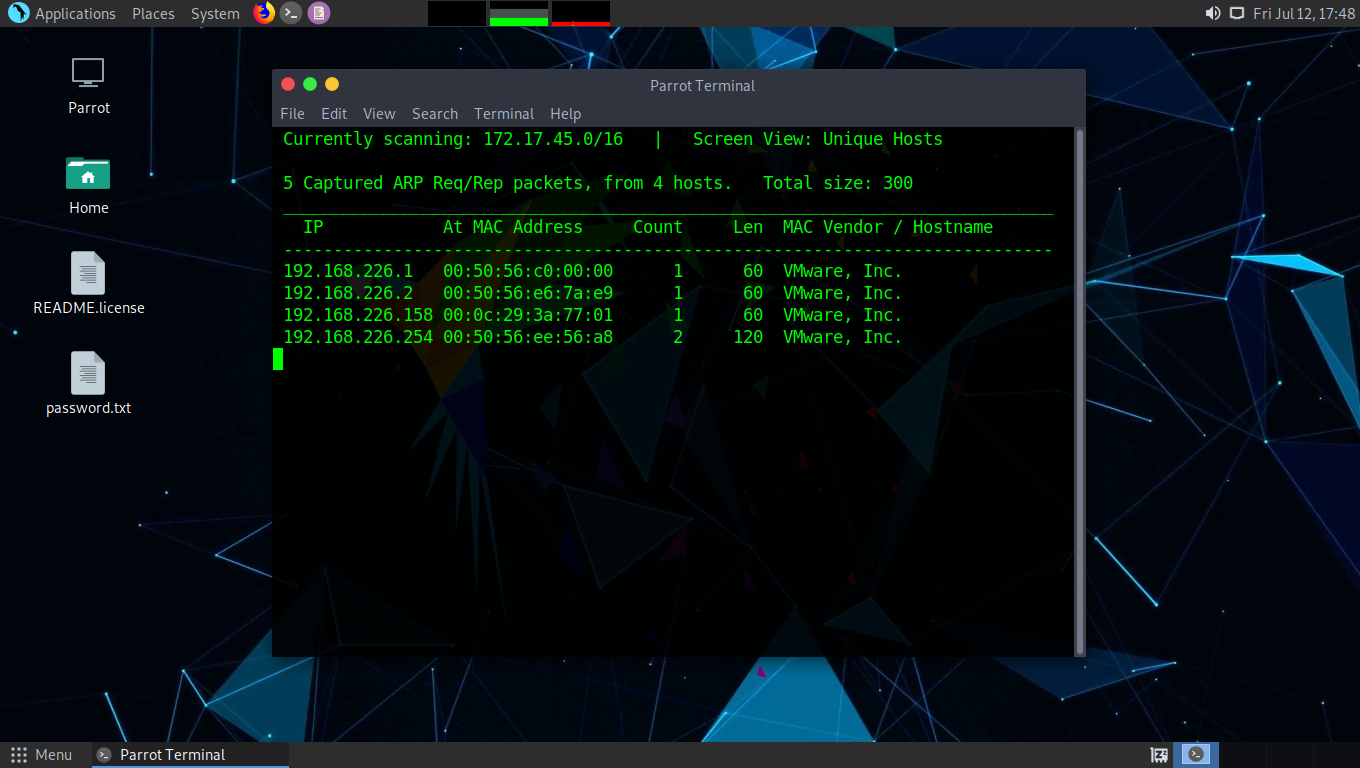 Applications Places System Fri Jul 12, 17:48
Parrot
Home
README.license
password.txt
Parrot Terminal
File Edit View Search Terminal Help
Currently scanning: 172.17.45.0/16 | Screen View: Unique Hosts
5 Captured ARP Req/Rep packets, from 4 hosts. Total size: 300
_____________________________________________________________________________
IP At MAC Address Count Len MAC Vendor / Hostname
-----------------------------------------------------------------------------
192.168.226.1 00:50:56:c0:00:00 1 60 VMware, Inc.
192.168.226.2 00:50:56:e6:7a:e9 1 60 VMware, Inc.
192.168.226.158 00:0c:29:3a:77:01 1 60 VMware, Inc.
192.168.226.254 00:50:56:ee:56:a8 2 120 VMware, Inc.
Menu Parrot Terminal